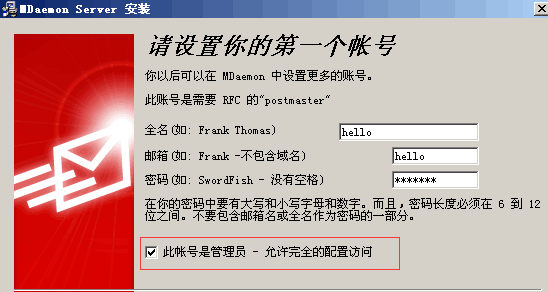 MDaemon Server 安装
请设置你的第一个帐号
你以后可以在 MDaemon 中设置更多的账号。
此账号是需要 RFC 的"postmaster"
全名(如: Frank Thomas)
hello
邮箱(如: Frank -不包含域名)
hello
密码(如: SwordFish - 没有空格)
*******
在你的密码中要有大写和小写字母和数字。而且,密码长度必须在 6 到 12
位之间。不要包含邮箱名或全名作为密码的一部分。
此帐号是管理员 - 允许完全的配置访问